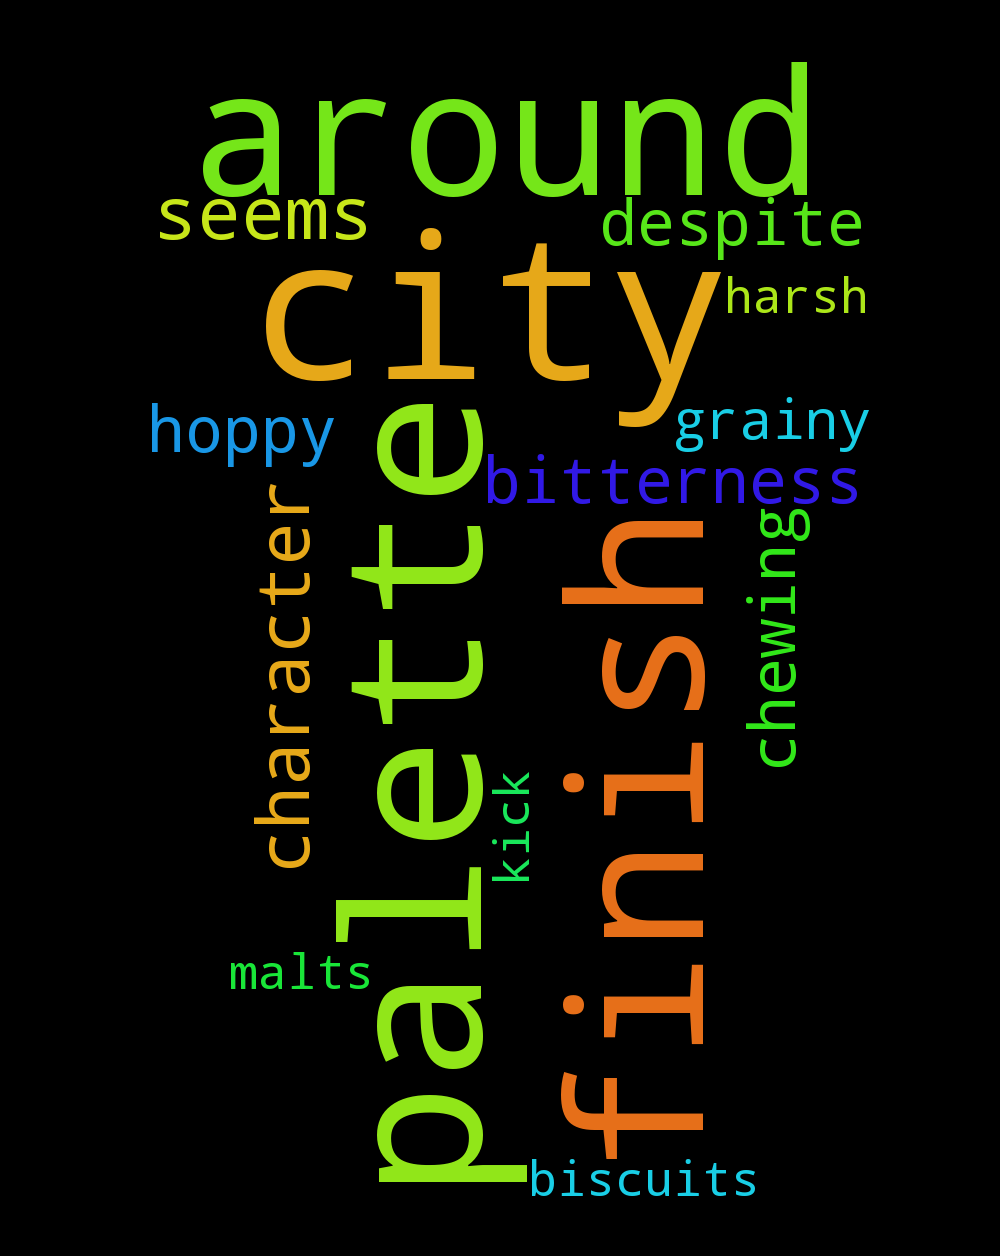 around
seems
despite
city
harsh
hoppy
grainy
bitterness
character
palette
finish
chewing
kick
malts
biscuits